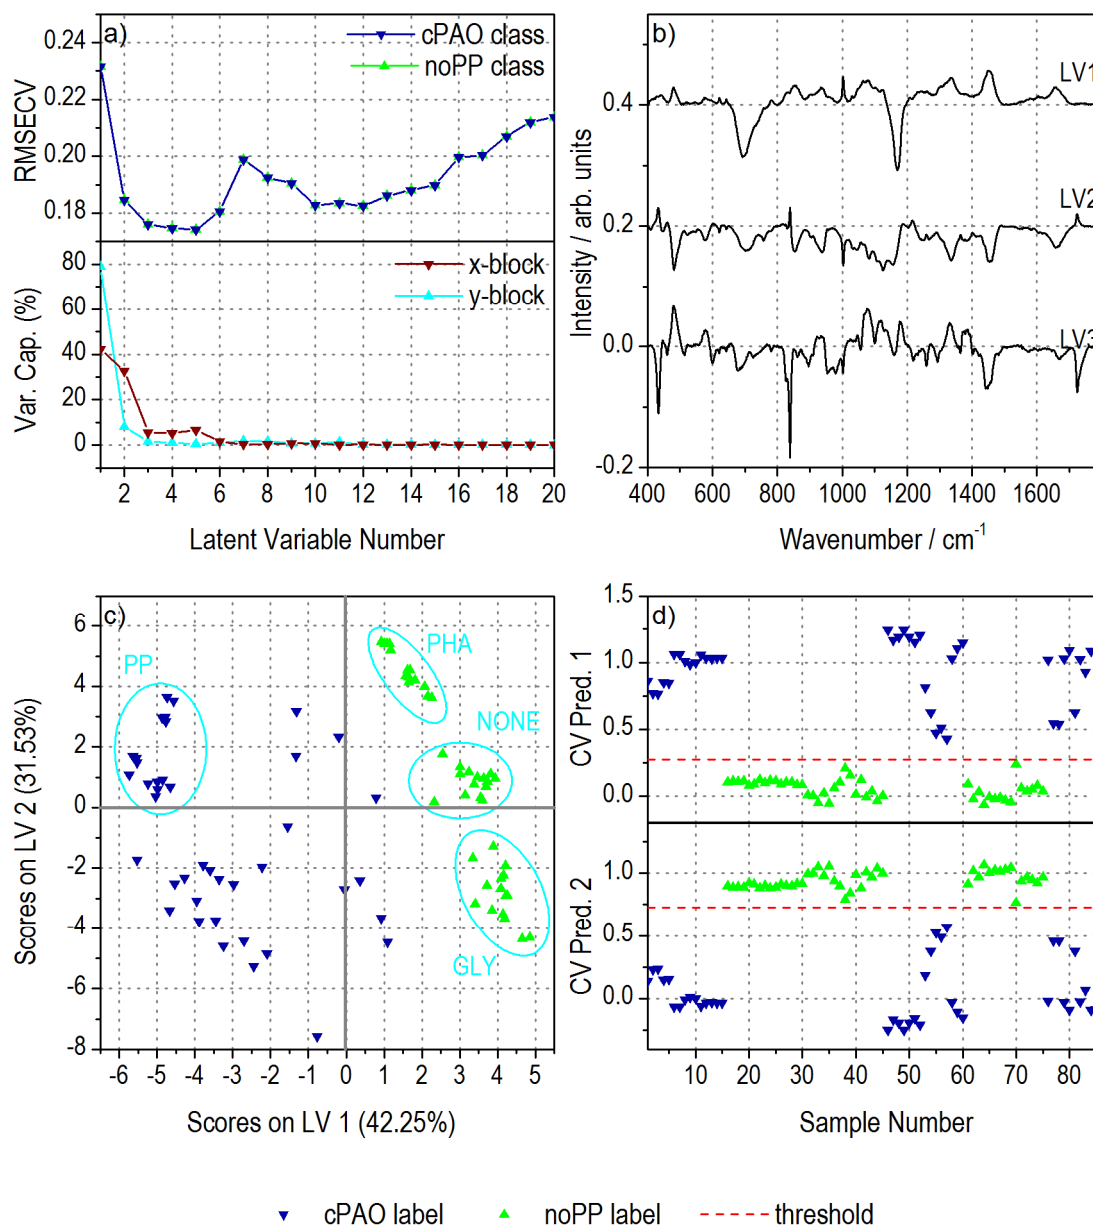 a)
cPAO class
noPP class
0.24
0.22
0.20
0.18
RMSECV
x-block
y-block
80
60
40
20
0
Var. Cap. (%)
2 4 6 8 10 12 14 16 18 20
Latent Variable Number
b)
LV1
LV2
LV3
0.4
0.2
0.0
-0.2
Intensity / arb. units
400 600 800 1000 1200 1400 1600
Wavenumber / cm-1
c)
PP
PHA
NONE
GLY
6
4
2
0
-2
-4
-6
-8
Scores on LV 2 (31.53%)
-6 -5 -4 -3 -2 -1 0 1 2 3 4 5
Scores on LV 1 (42.25%)
d)
1.5
1.0
0.5
0.0
CV Pred. 1
1.0
0.5
0.0
CV Pred. 2
10 20 30 40 50 60 70 80
Sample Number
cPAO label noPP label threshold